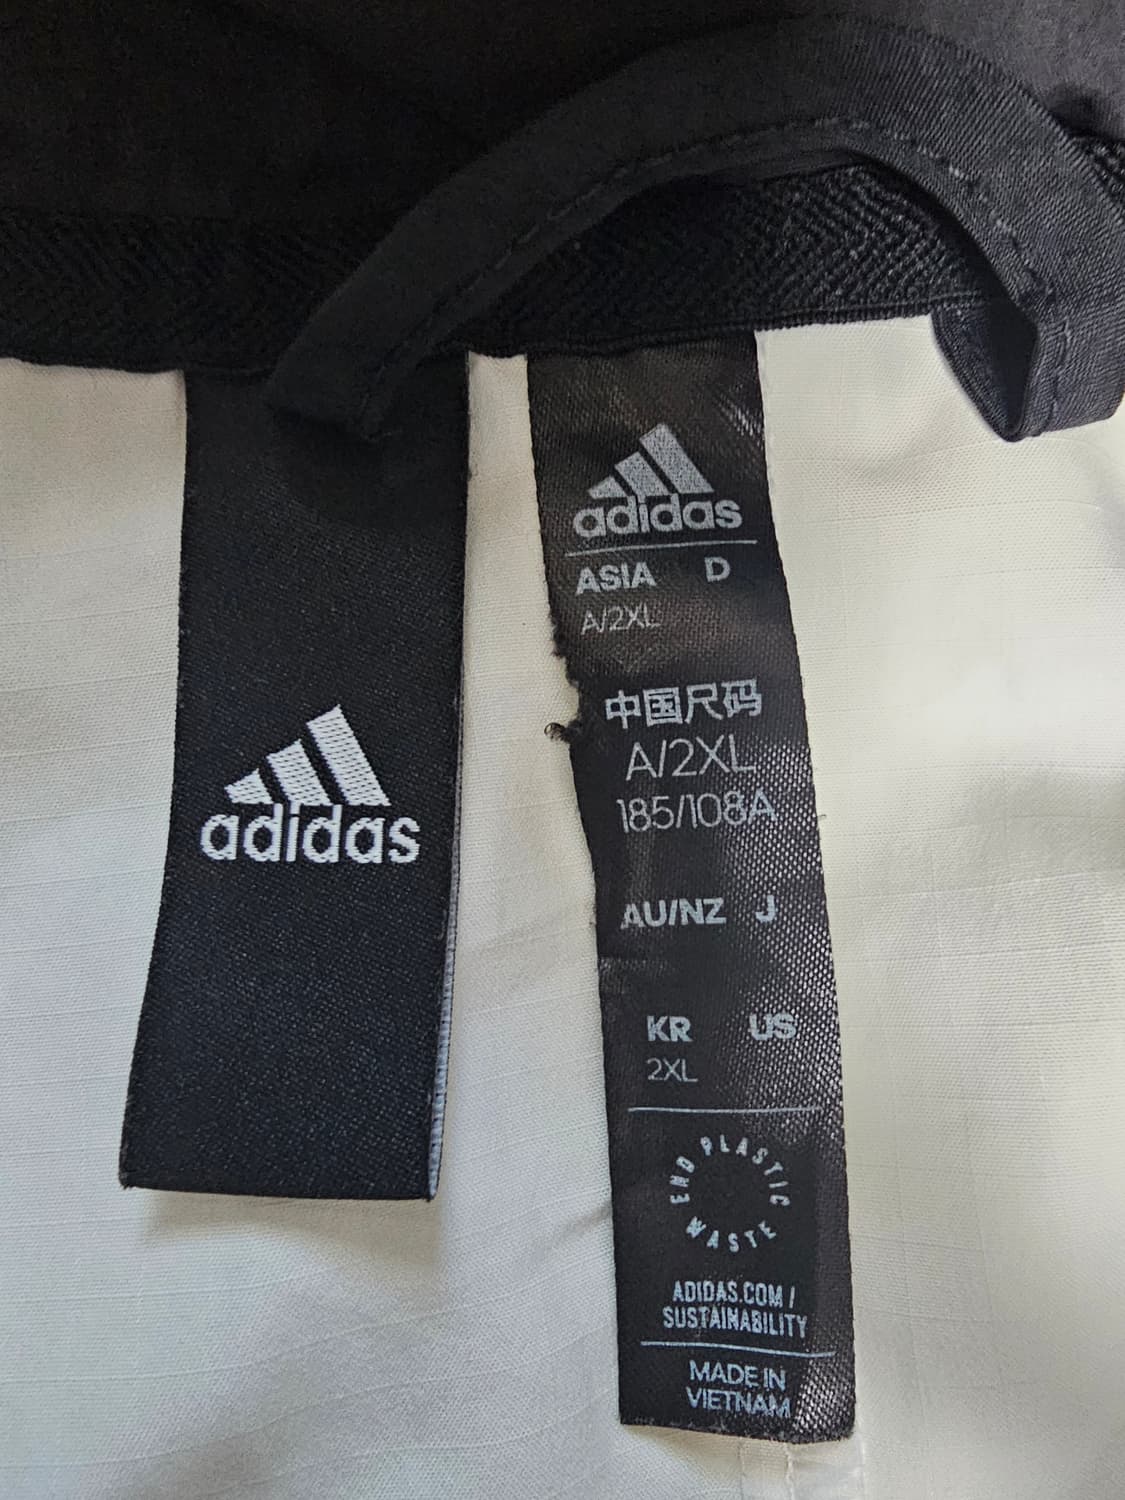 adidas
adidas
ASIA D
A/2XL
中国尺码
A/2XL
185/108A
AU/NZ J
KR US
2XL
END PLASTIC WASTE
ADIDAS.COM /
SUSTAINABILITY
MADE IN
VIETNAM